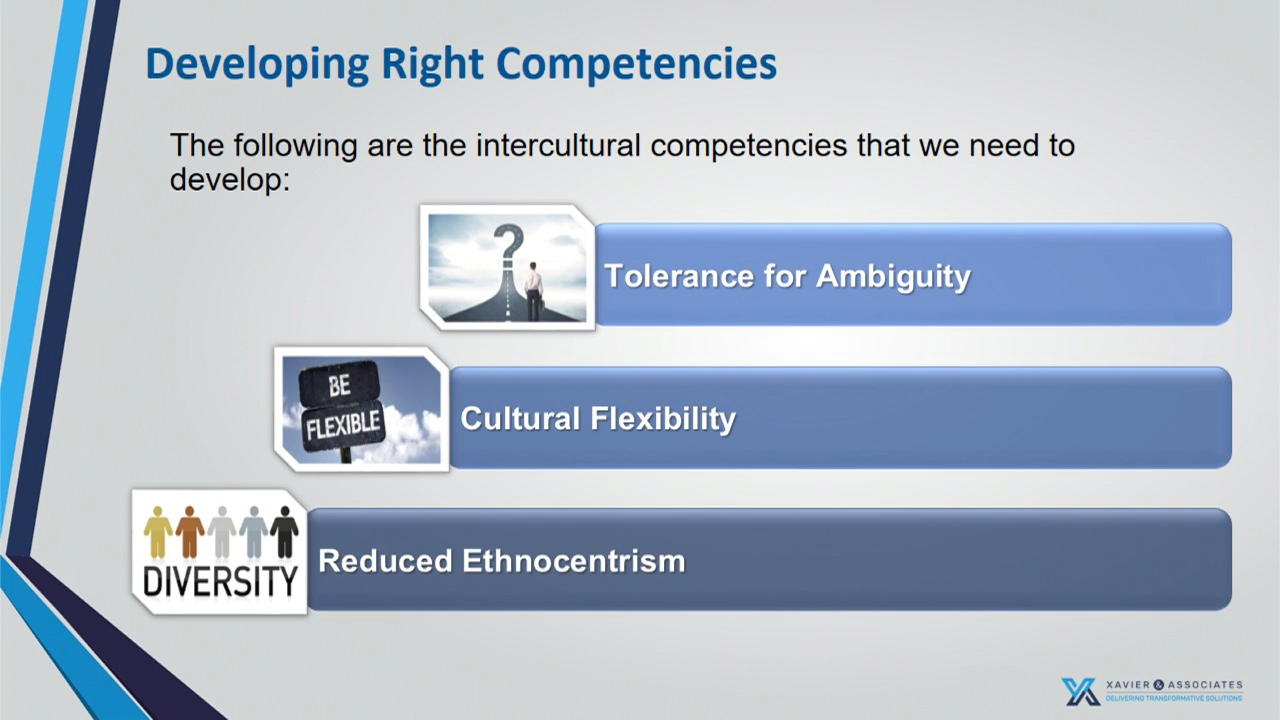 Developing Right Competencies
The following are the intercultural competencies that we need to
develop:
?
Tolerance for Ambiguity
BE
FLEXIBLE
Cultural Flexibility
DIVERSITY
Reduced Ethnocentrism
XAVIER & ASSOCIATES
DELIVERING TRANSFORMATIVE SOLUTIONS